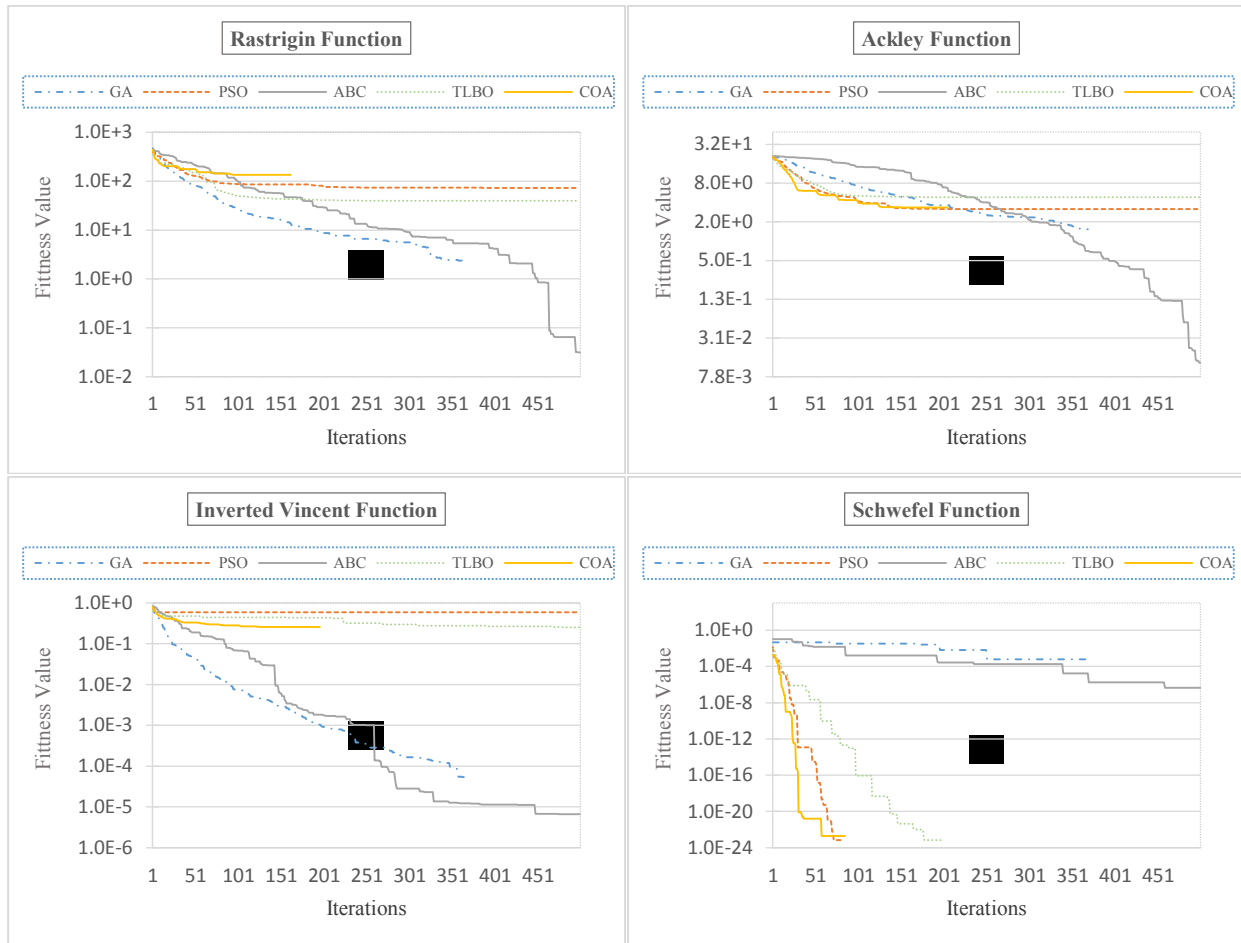 Rastrigin Function
GA PSO ABC TLBO COA
1.0E+3
1.0E+2
1.0E+1
1.0E+0
1.0E-1
1.0E-2
Fittness Value
1 51 101 151 201 251 301 351 401 451
Iterations
Ackley Function
GA PSO ABC TLBO COA
3.2E+1
8.0E+0
2.0E+0
5.0E-1
1.3E-1
3.1E-2
7.8E-3
Fittness Value
1 51 101 151 201 251 301 351 401 451
Iterations
Inverted Vincent Function
GA PSO ABC TLBO COA
1.0E+0
1.0E-1
1.0E-2
1.0E-3
1.0E-4
1.0E-5
1.0E-6
Fittness Value
1 51 101 151 201 251 301 351 401 451
Iterations
Schwefel Function
GA PSO ABC TLBO COA
1.0E+0
1.0E-4
1.0E-8
1.0E-12
1.0E-16
1.0E-20
1.0E-24
Fittness Value
1 51 101 151 201 251 301 351 401 451
Iterations